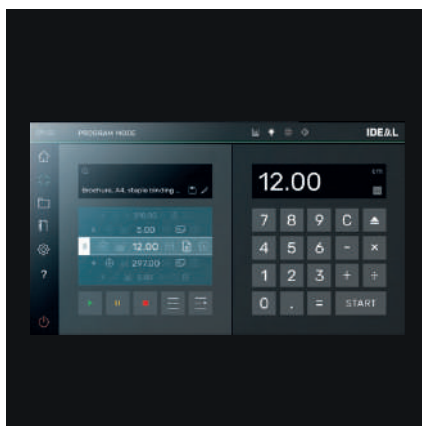 PROGRAM MODE
IDEAL
Brochure, A4, staple binding ...
5.00
12.00
297.00
12.00
7 8 9 C
4 5 6 - ×
1 2 3 + ÷
0 . = START
?